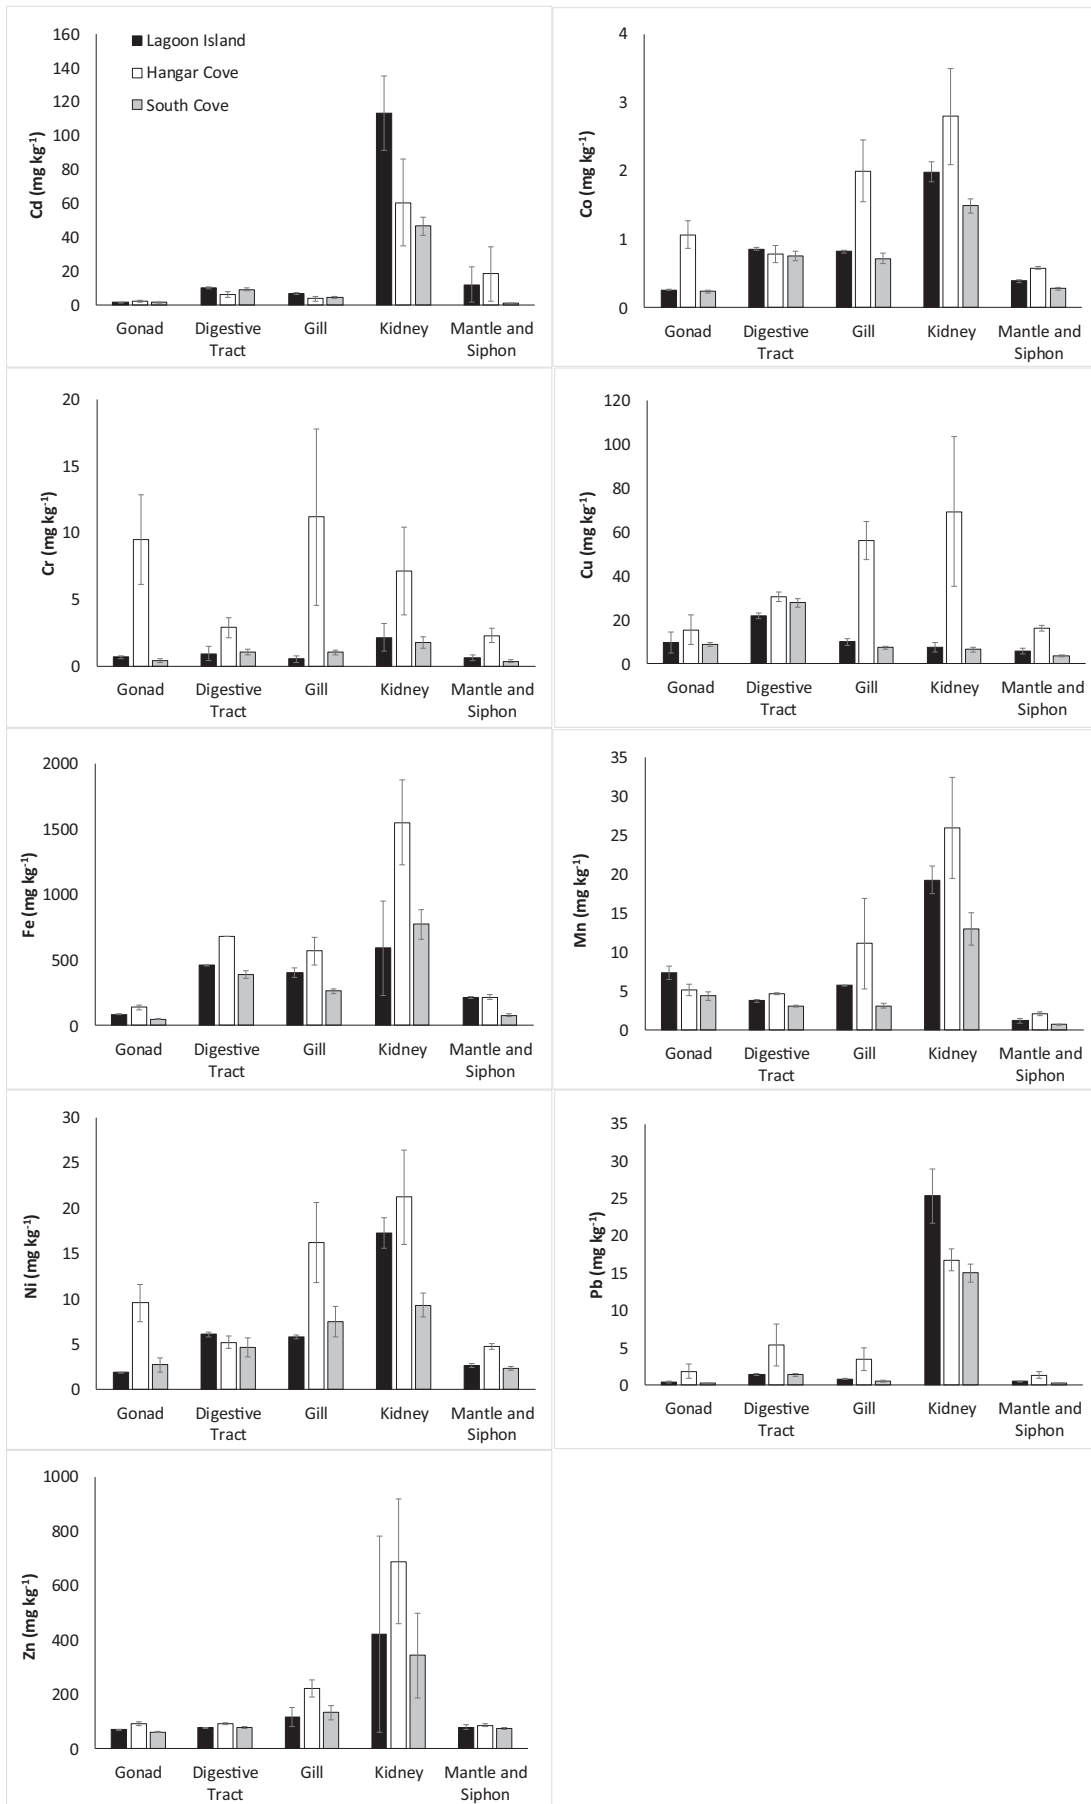 160
140
120
100
80
60
40
20
0
Cd (mg kg⁻¹)
Lagoon Island
Hangar Cove
South Cove
Gonad Digestive Gill Kidney Mantle and
Tract Siphon
4
3
2
1
0
Co (mg kg⁻¹)
Gonad Digestive Gill Kidney Mantle and
Tract Siphon
20
15
10
5
0
Cr (mg kg⁻¹)
Gonad Digestive Gill Kidney Mantle and
Tract Siphon
120
100
80
60
40
20
0
Cu (mg kg⁻¹)
Gonad Digestive Gill Kidney Mantle and
Tract Siphon
2000
1500
1000
500
0
Fe (mg kg⁻¹)
Gonad Digestive Gill Kidney Mantle and
Tract Siphon
35
30
25
20
15
10
5
0
Mn (mg kg⁻¹)
Gonad Digestive Gill Kidney Mantle and
Tract Siphon
30
25
20
15
10
5
0
Ni (mg kg⁻¹)
Gonad Digestive Gill Kidney Mantle and
Tract Siphon
35
30
25
20
15
10
5
0
Pb (mg kg⁻¹)
Gonad Digestive Gill Kidney Mantle and
Tract Siphon
1000
800
600
400
200
0
Zn (mg kg⁻¹)
Gonad Digestive Gill Kidney Mantle and
Tract Siphon